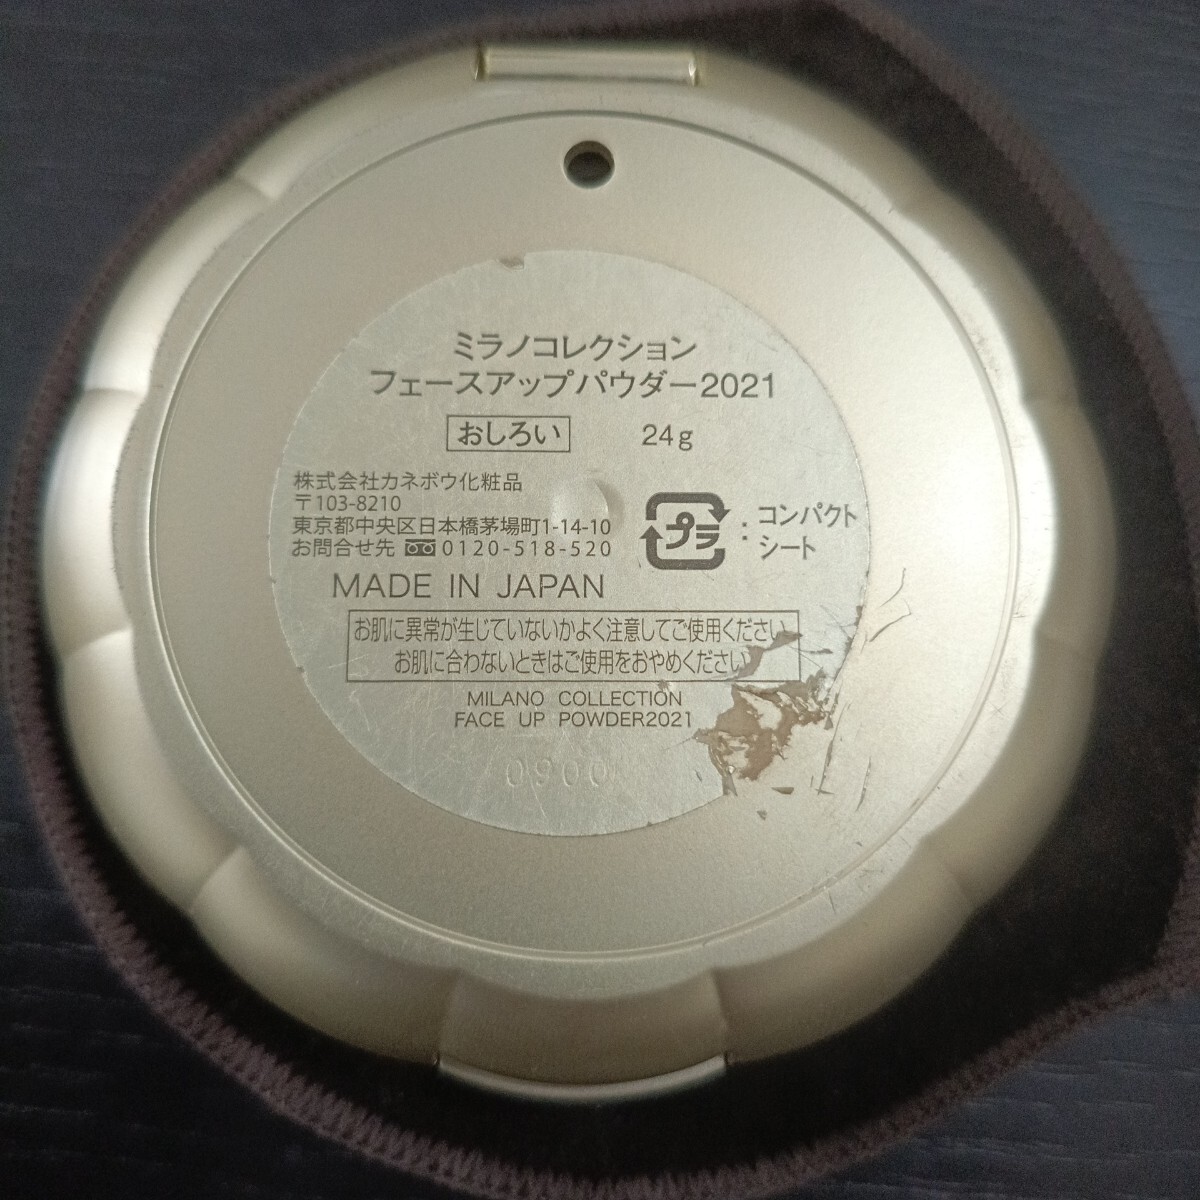 ミラノコレクション
フェースアップパウダー2021
おしろい 24g
株式会社カネボウ化粧品
〒103-8210
東京都中央区日本橋茅場町1-14-10
お問合せ先 0120-518-520
プラ : コンパクト
シート
MADE IN JAPAN
お肌に異常が生じていないかよく注意してご使用ください
お肌に合わないときはご使用をおやめください
MILANO COLLECTION
FACE UP POWDER2021